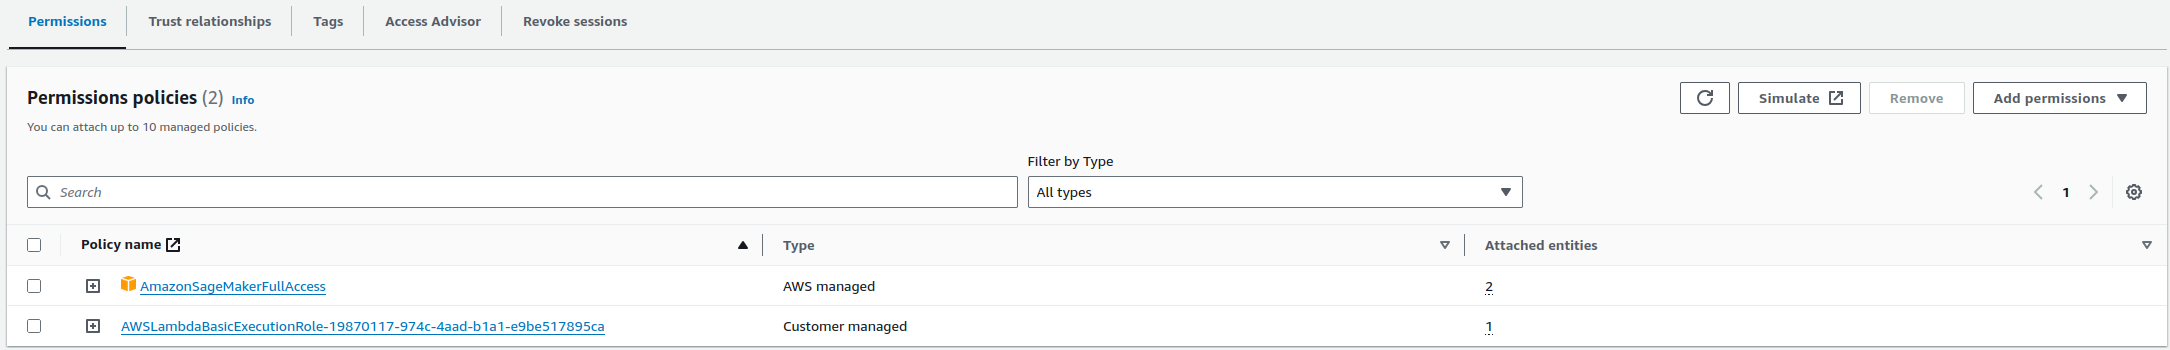 Permissions Trust relationships Tags Access Advisor Revoke sessions
Permissions policies (2) Info
Simulate Remove Add permissions
You can attach up to 10 managed policies.
Filter by Type
Search All types 1
Policy name Type Attached entities
AmazonSageMakerFullAccess AWS managed 2
AWSLambdaBasicExecutionRole-19870117-974c-4aad-b1a1-e9be517895ca Customer managed 1